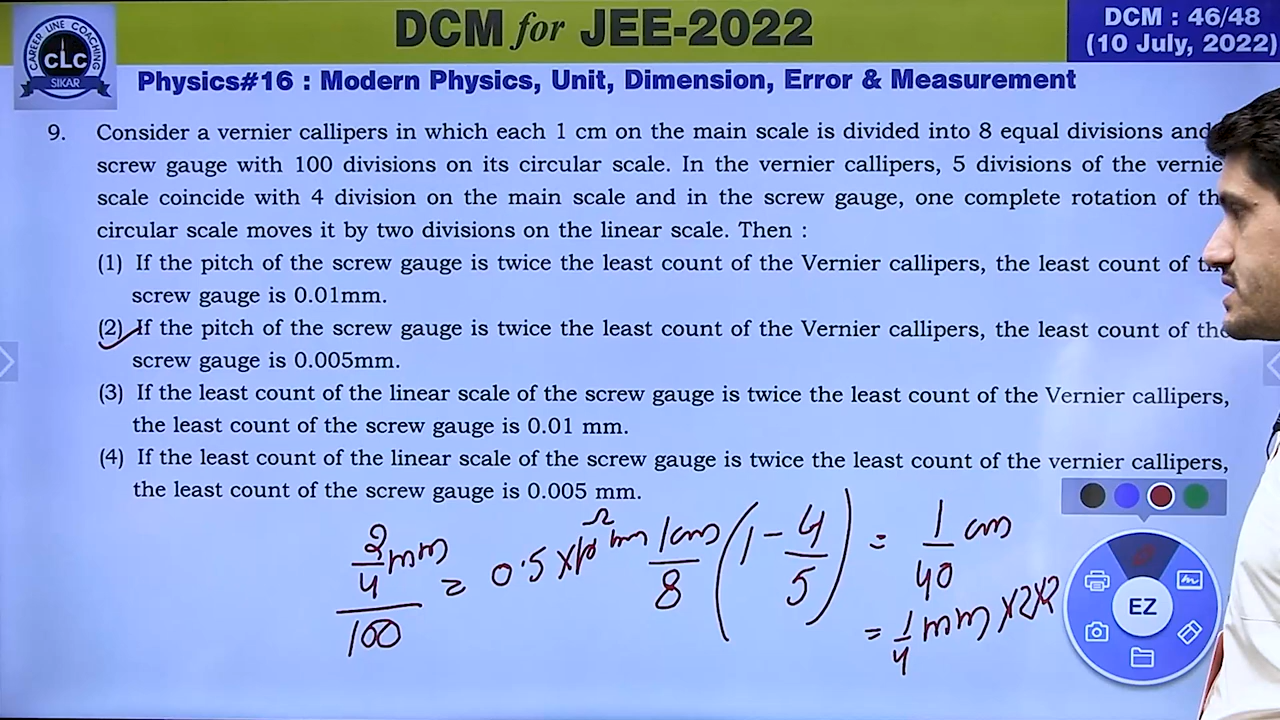 DCM for JEE-2022
DCM : 46/48
(10 July, 2022)
CAREER LINE COACHING
CLC
SIKAR
Physics#16 : Modern Physics, Unit, Dimension, Error & Measurement
9. Consider a vernier callipers in which each 1 cm on the main scale is divided into 8 equal divisions and
screw gauge with 100 divisions on its circular scale. In the vernier callipers, 5 divisions of the vernie
scale coincide with 4 division on the main scale and in the screw gauge, one complete rotation of th
circular scale moves it by two divisions on the linear scale. Then :
(1) If the pitch of the screw gauge is twice the least count of the Vernier callipers, the least count of
screw gauge is 0.01mm.
(2) If the pitch of the screw gauge is twice the least count of the Vernier callipers, the least count of the
screw gauge is 0.005mm.
(3) If the least count of the linear scale of the screw gauge is twice the least count of the Vernier callipers,
the least count of the screw gauge is 0.01 mm.
(4) If the least count of the linear scale of the screw gauge is twice the least count of the vernier callipers,
the least count of the screw gauge is 0.005 mm.
2/4 mm / 100 = 0.5 ×
1cm/8 (1 - 4/5) = 1/40 cm
= 1/4 mm ×2×2
EZ